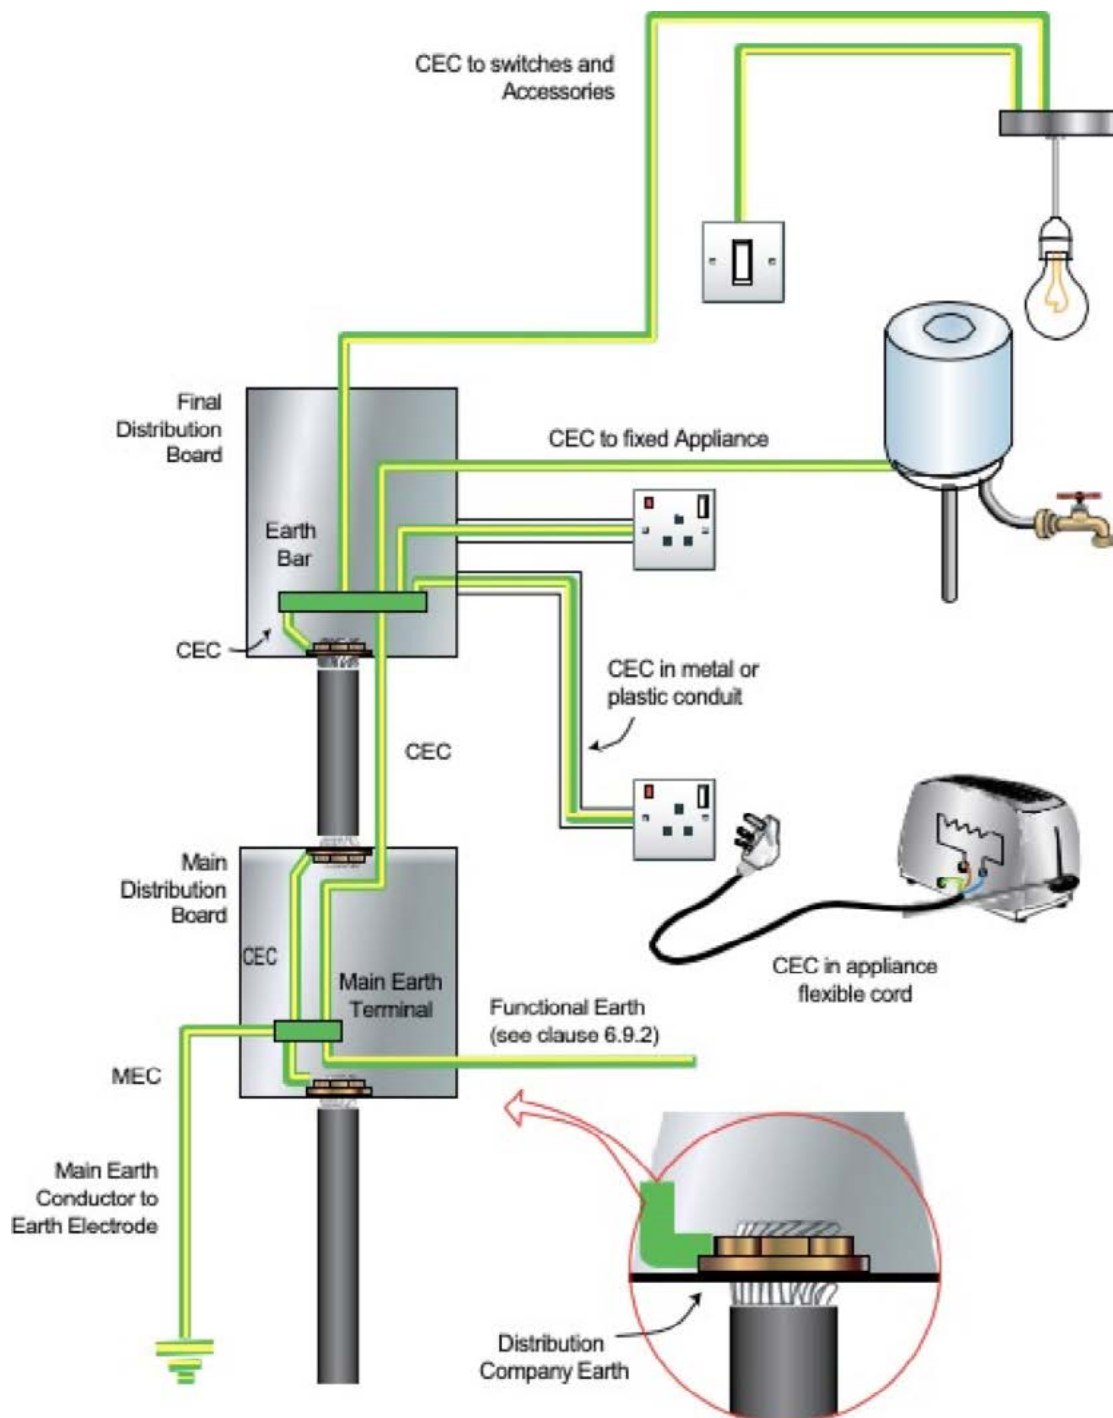 CEC to switches and
Accessories
Final
Distribution
Board
CEC to fixed Appliance
Earth
Bar
CEC
CEC in metal or
plastic conduit
CEC
Main
Distribution
Board
CEC
Main Earth
Terminal
CEC in appliance
flexible cord
Functional Earth
(see clause 6.9.2)
MEC
Main Earth
Conductor to
Earth Electrode
Distribution
Company Earth